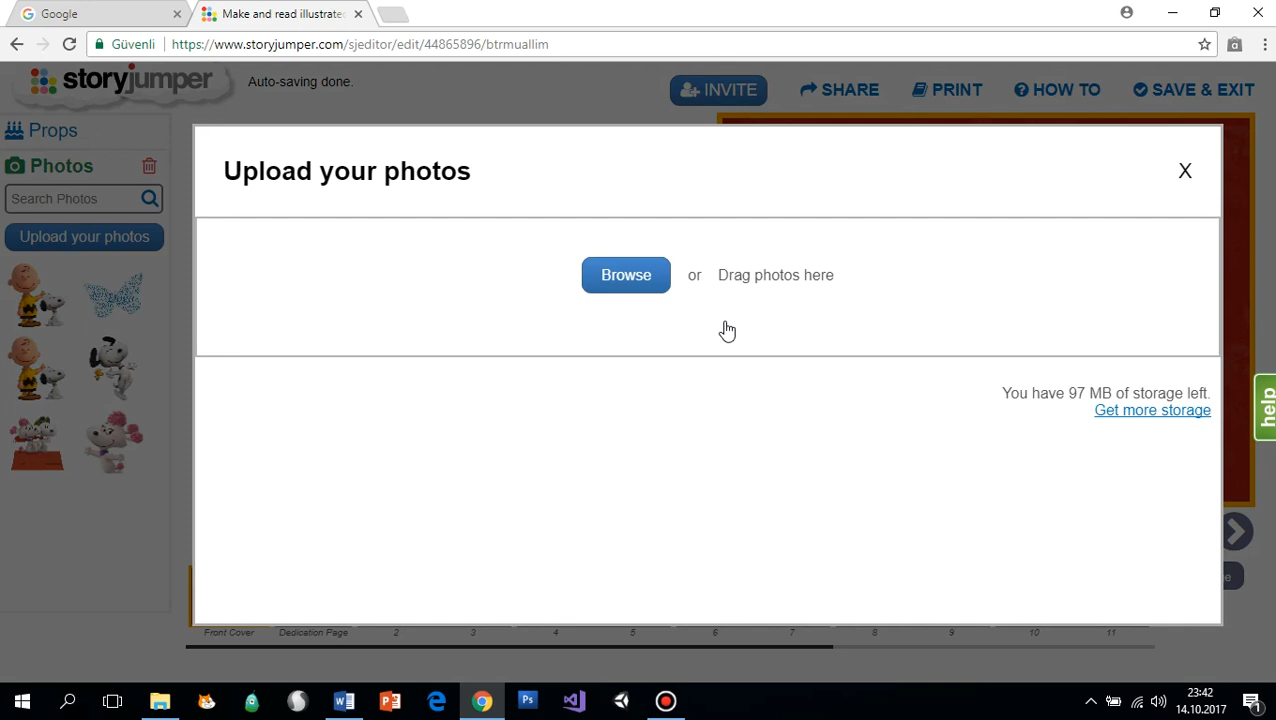 Google
Make and read illustrate
Güvenli
https://www.storyjumper.com/sjeditor/edit/44865896/btrmuallim
storyjumper
Auto-saving done.
INVITE
SHARE
PRINT
HOW TO
SAVE & EXIT
Props
Photos
Search Photos
Upload your photos
Upload your photos
X
Browse
or
Drag photos here
You have 97 MB of storage left.
Get more storage
help
Front Cover
Dedication Page
2
3
4
5
6
7
8
9
10
11
23:42
14.10.2017